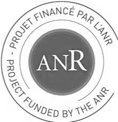 · PROJET FINANCÉ PAR L'ANR ·
PROJECT FUNDED BY THE ANR
ANR